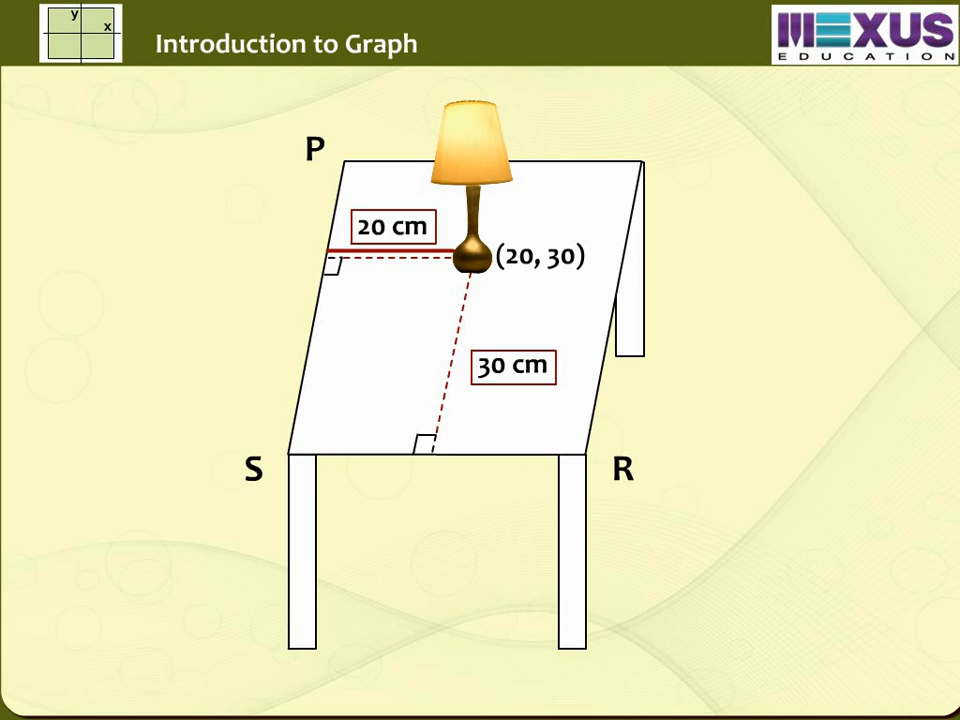 y
x
Introduction to Graph
MEXUS
EDUCATION
P
20 cm
(20, 30)
30 cm
S
R